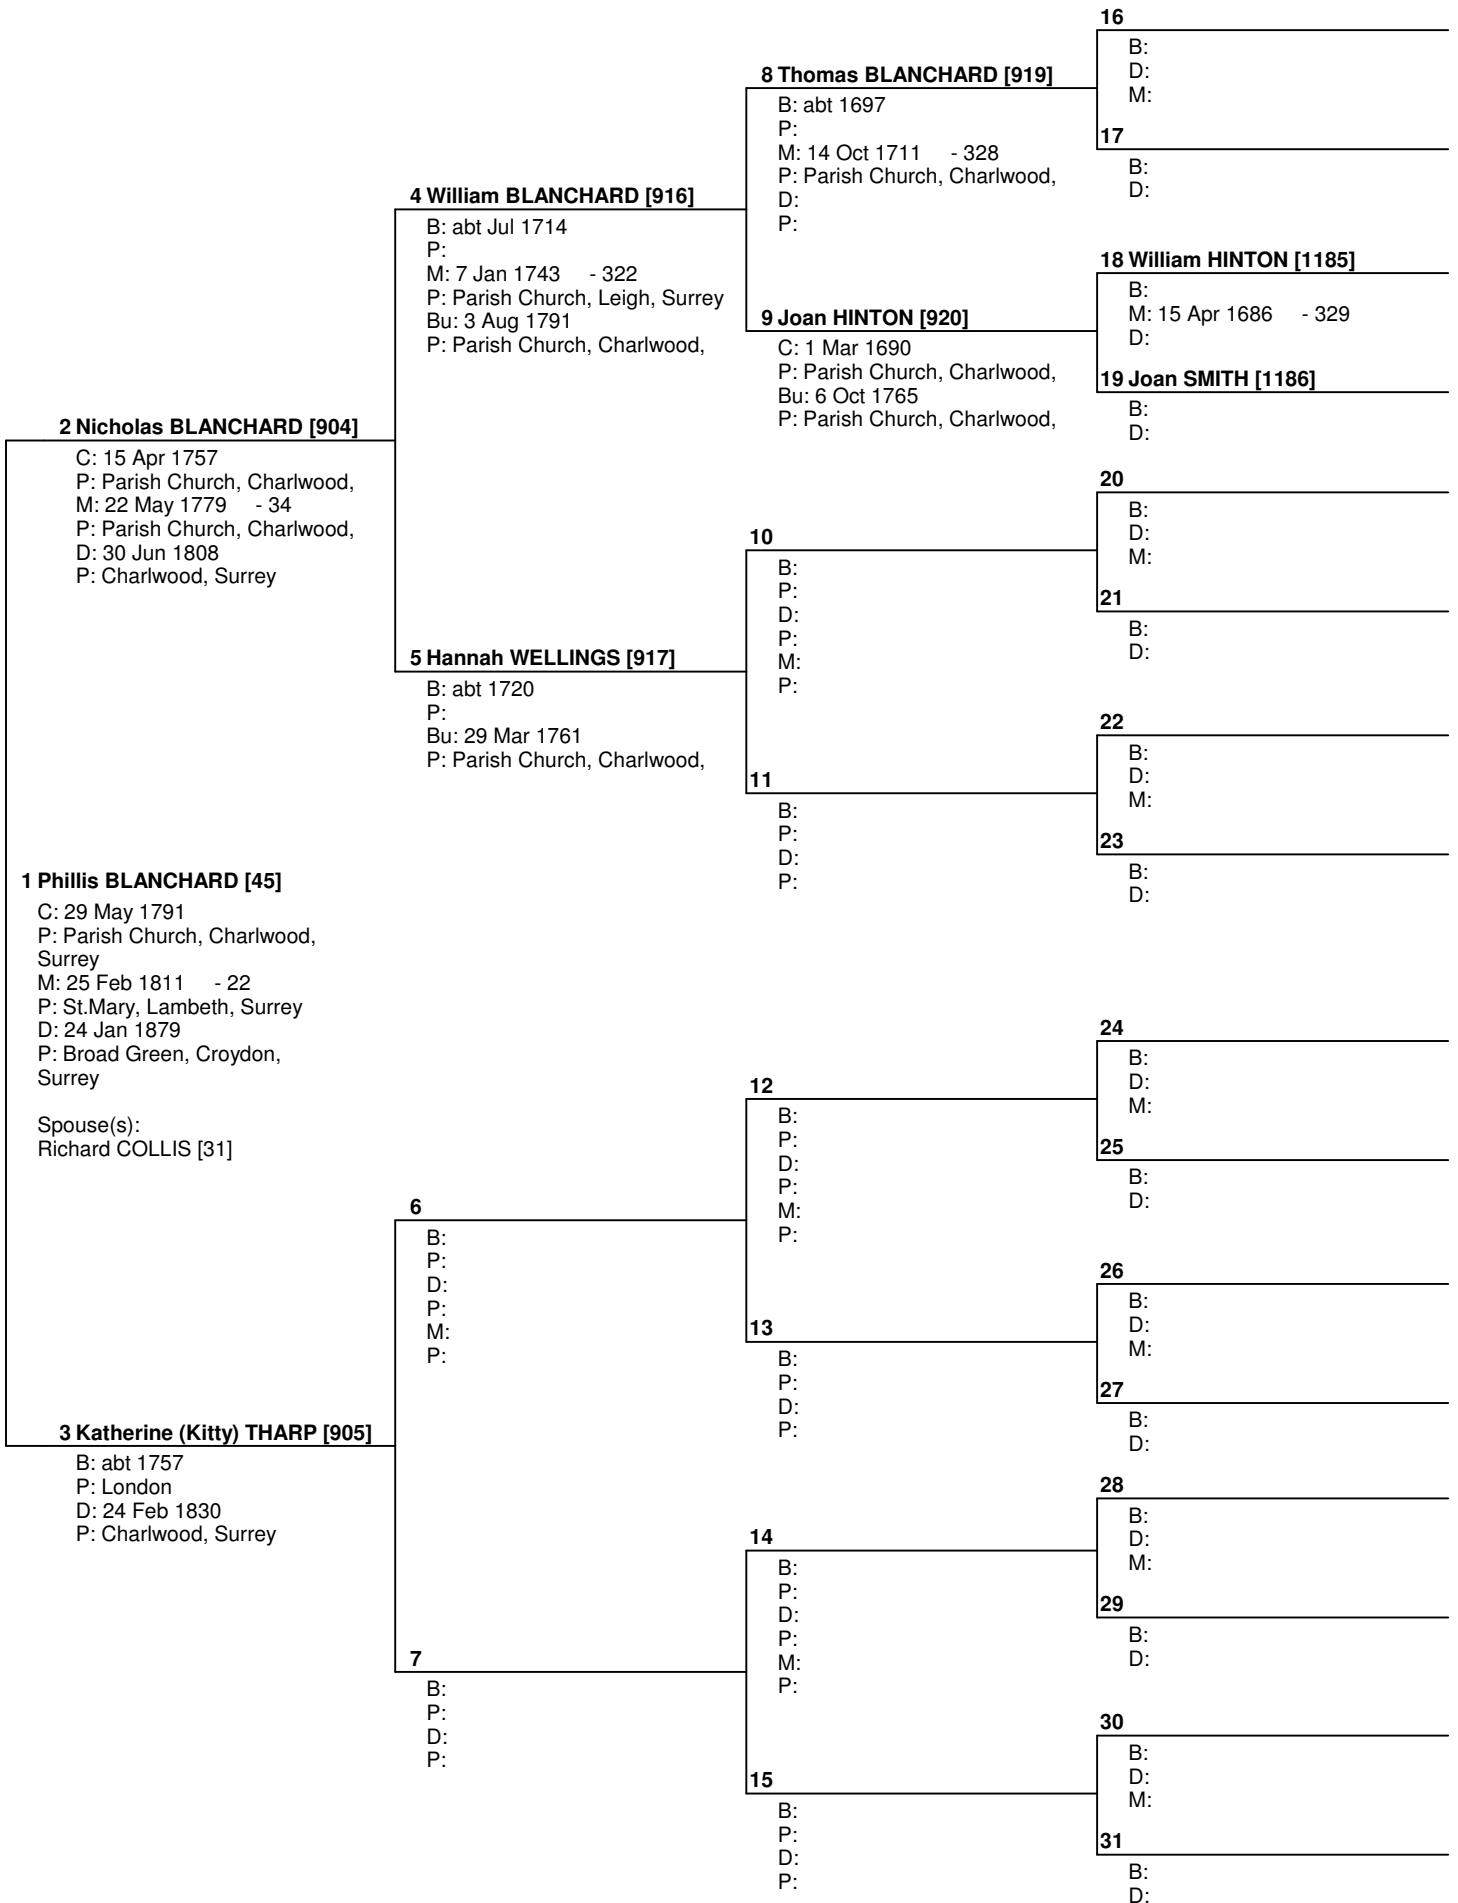 16
B:
D:
M:
8 Thomas BLANCHARD [919]
B: abt 1697
P:
M: 14 Oct 1711 - 328
P: Parish Church, Charlwood,
D:
P:
17
B:
D:
4 William BLANCHARD [916]
B: abt Jul 1714
P:
M: 7 Jan 1743 - 322
P: Parish Church, Leigh, Surrey
Bu: 3 Aug 1791
P: Parish Church, Charlwood,
18 William HINTON [1185]
B:
M: 15 Apr 1686 - 329
D:
9 Joan HINTON [920]
C: 1 Mar 1690
P: Parish Church, Charlwood,
Bu: 6 Oct 1765
P: Parish Church, Charlwood,
19 Joan SMITH [1186]
B:
D:
2 Nicholas BLANCHARD [904]
C: 15 Apr 1757
P: Parish Church, Charlwood,
M: 22 May 1779 - 34
P: Parish Church, Charlwood,
D: 30 Jun 1808
P: Charlwood, Surrey
20
B:
D:
M:
10
B:
P:
D:
P:
M:
P:
21
B:
D:
5 Hannah WELLINGS [917]
B: abt 1720
P:
Bu: 29 Mar 1761
P: Parish Church, Charlwood,
22
B:
D:
M:
11
B:
P:
D:
P:
23
B:
D:
1 Phillis BLANCHARD [45]
C: 29 May 1791
P: Parish Church, Charlwood,
Surrey
M: 25 Feb 1811 - 22
P: St.Mary, Lambeth, Surrey
D: 24 Jan 1879
P: Broad Green, Croydon,
Surrey
Spouse(s):
Richard COLLIS [31]
24
B:
D:
M:
12
B:
P:
D:
P:
M:
P:
25
B:
D:
6
B:
P:
D:
P:
M:
P:
26
B:
D:
M:
13
B:
P:
D:
P:
27
B:
D:
3 Katherine (Kitty) THARP [905]
B: abt 1757
P: London
D: 24 Feb 1830
P: Charlwood, Surrey
28
B:
D:
M:
14
B:
P:
D:
P:
M:
P:
29
B:
D:
7
B:
P:
D:
P:
30
B:
D:
M:
15
B:
P:
D:
P:
31
B:
D: